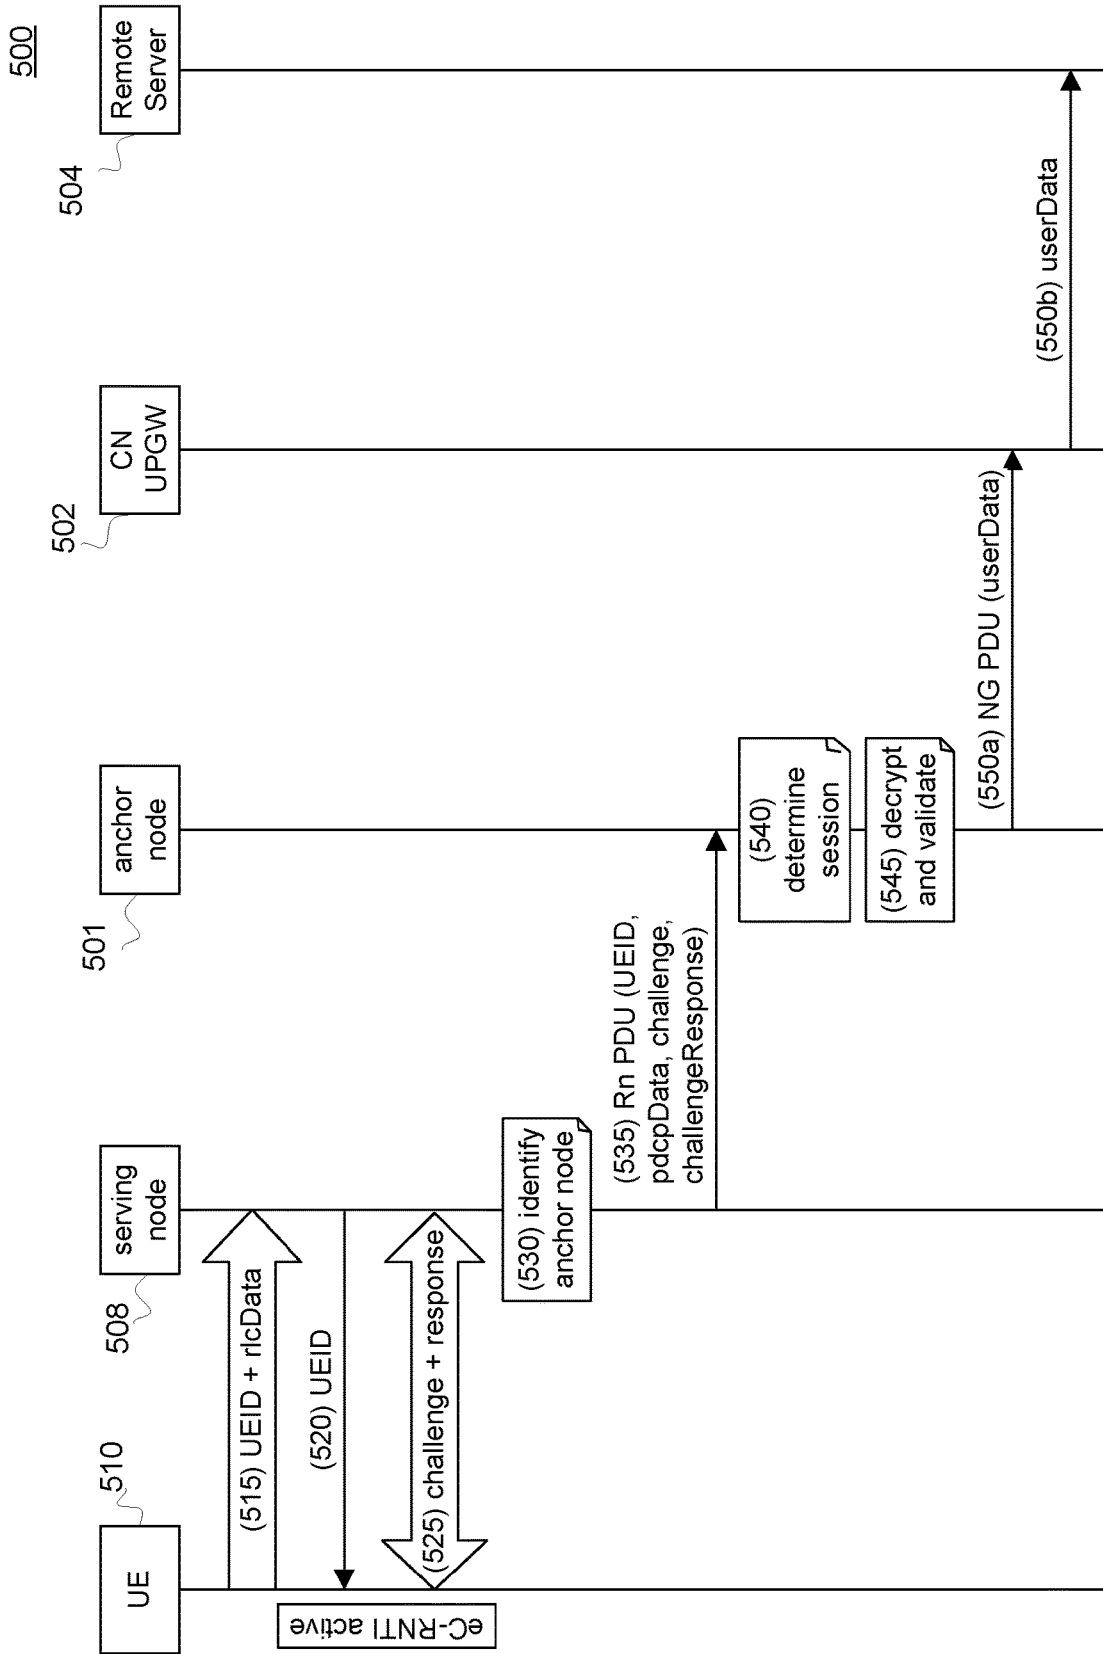 500
UE
510
serving
node
508
anchor
node
501
CN
UPGW
502
Remote
Server
504
(515) UEID + rlcData
(520) UEID
eC-RNTI active
(525) challenge + response
(530) identify
anchor node
(535) Rn PDU (UEID,
pdcpData, challenge,
challengeResponse)
(540)
determine
session
(545) decrypt
and validate
(550a) NG PDU (userData)
(550b) userData